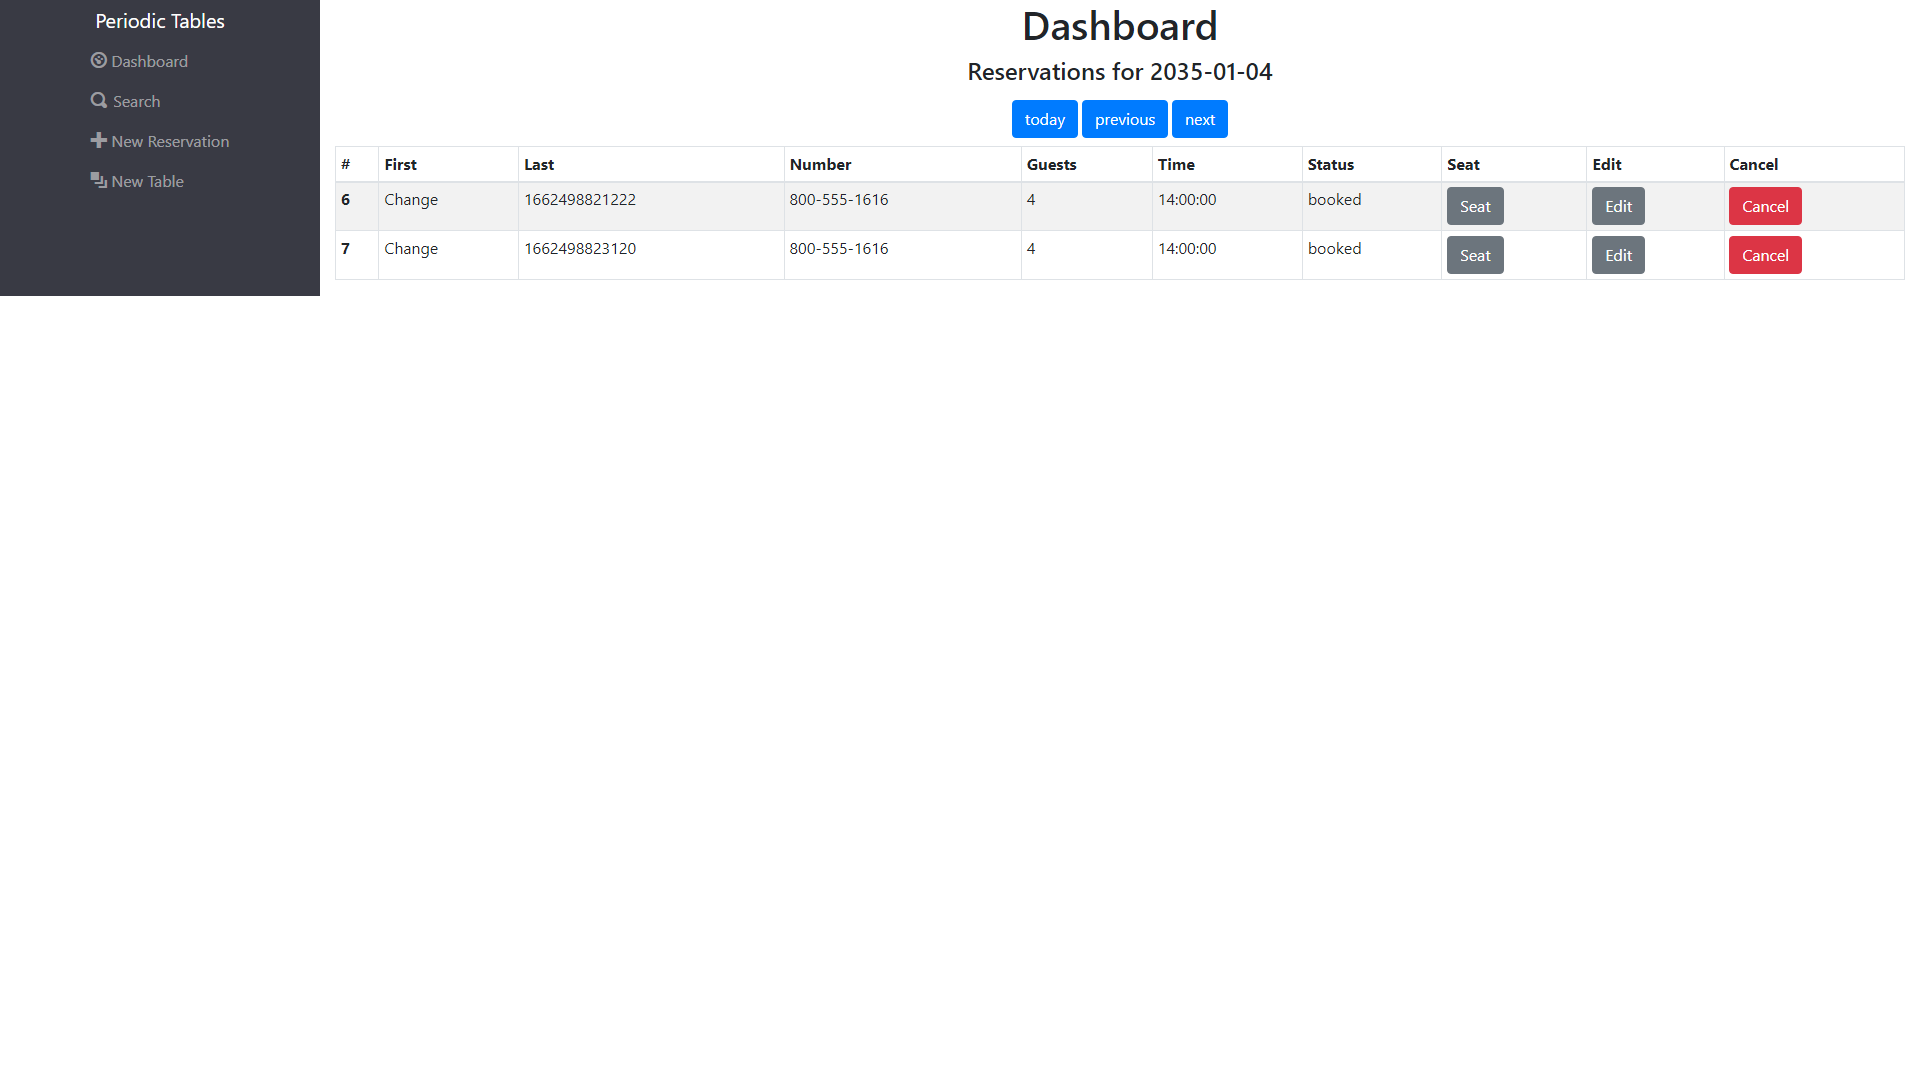 Periodic Tables
Dashboard
Search
New Reservation
New Table
Dashboard
Reservations for 2035-01-04
today previous next
# First Last Number Guests Time Status Seat Edit Cancel
6 Change 1662498821222 800-555-1616 4 14:00:00 booked Seat Edit Cancel
7 Change 1662498823120 800-555-1616 4 14:00:00 booked Seat Edit Cancel